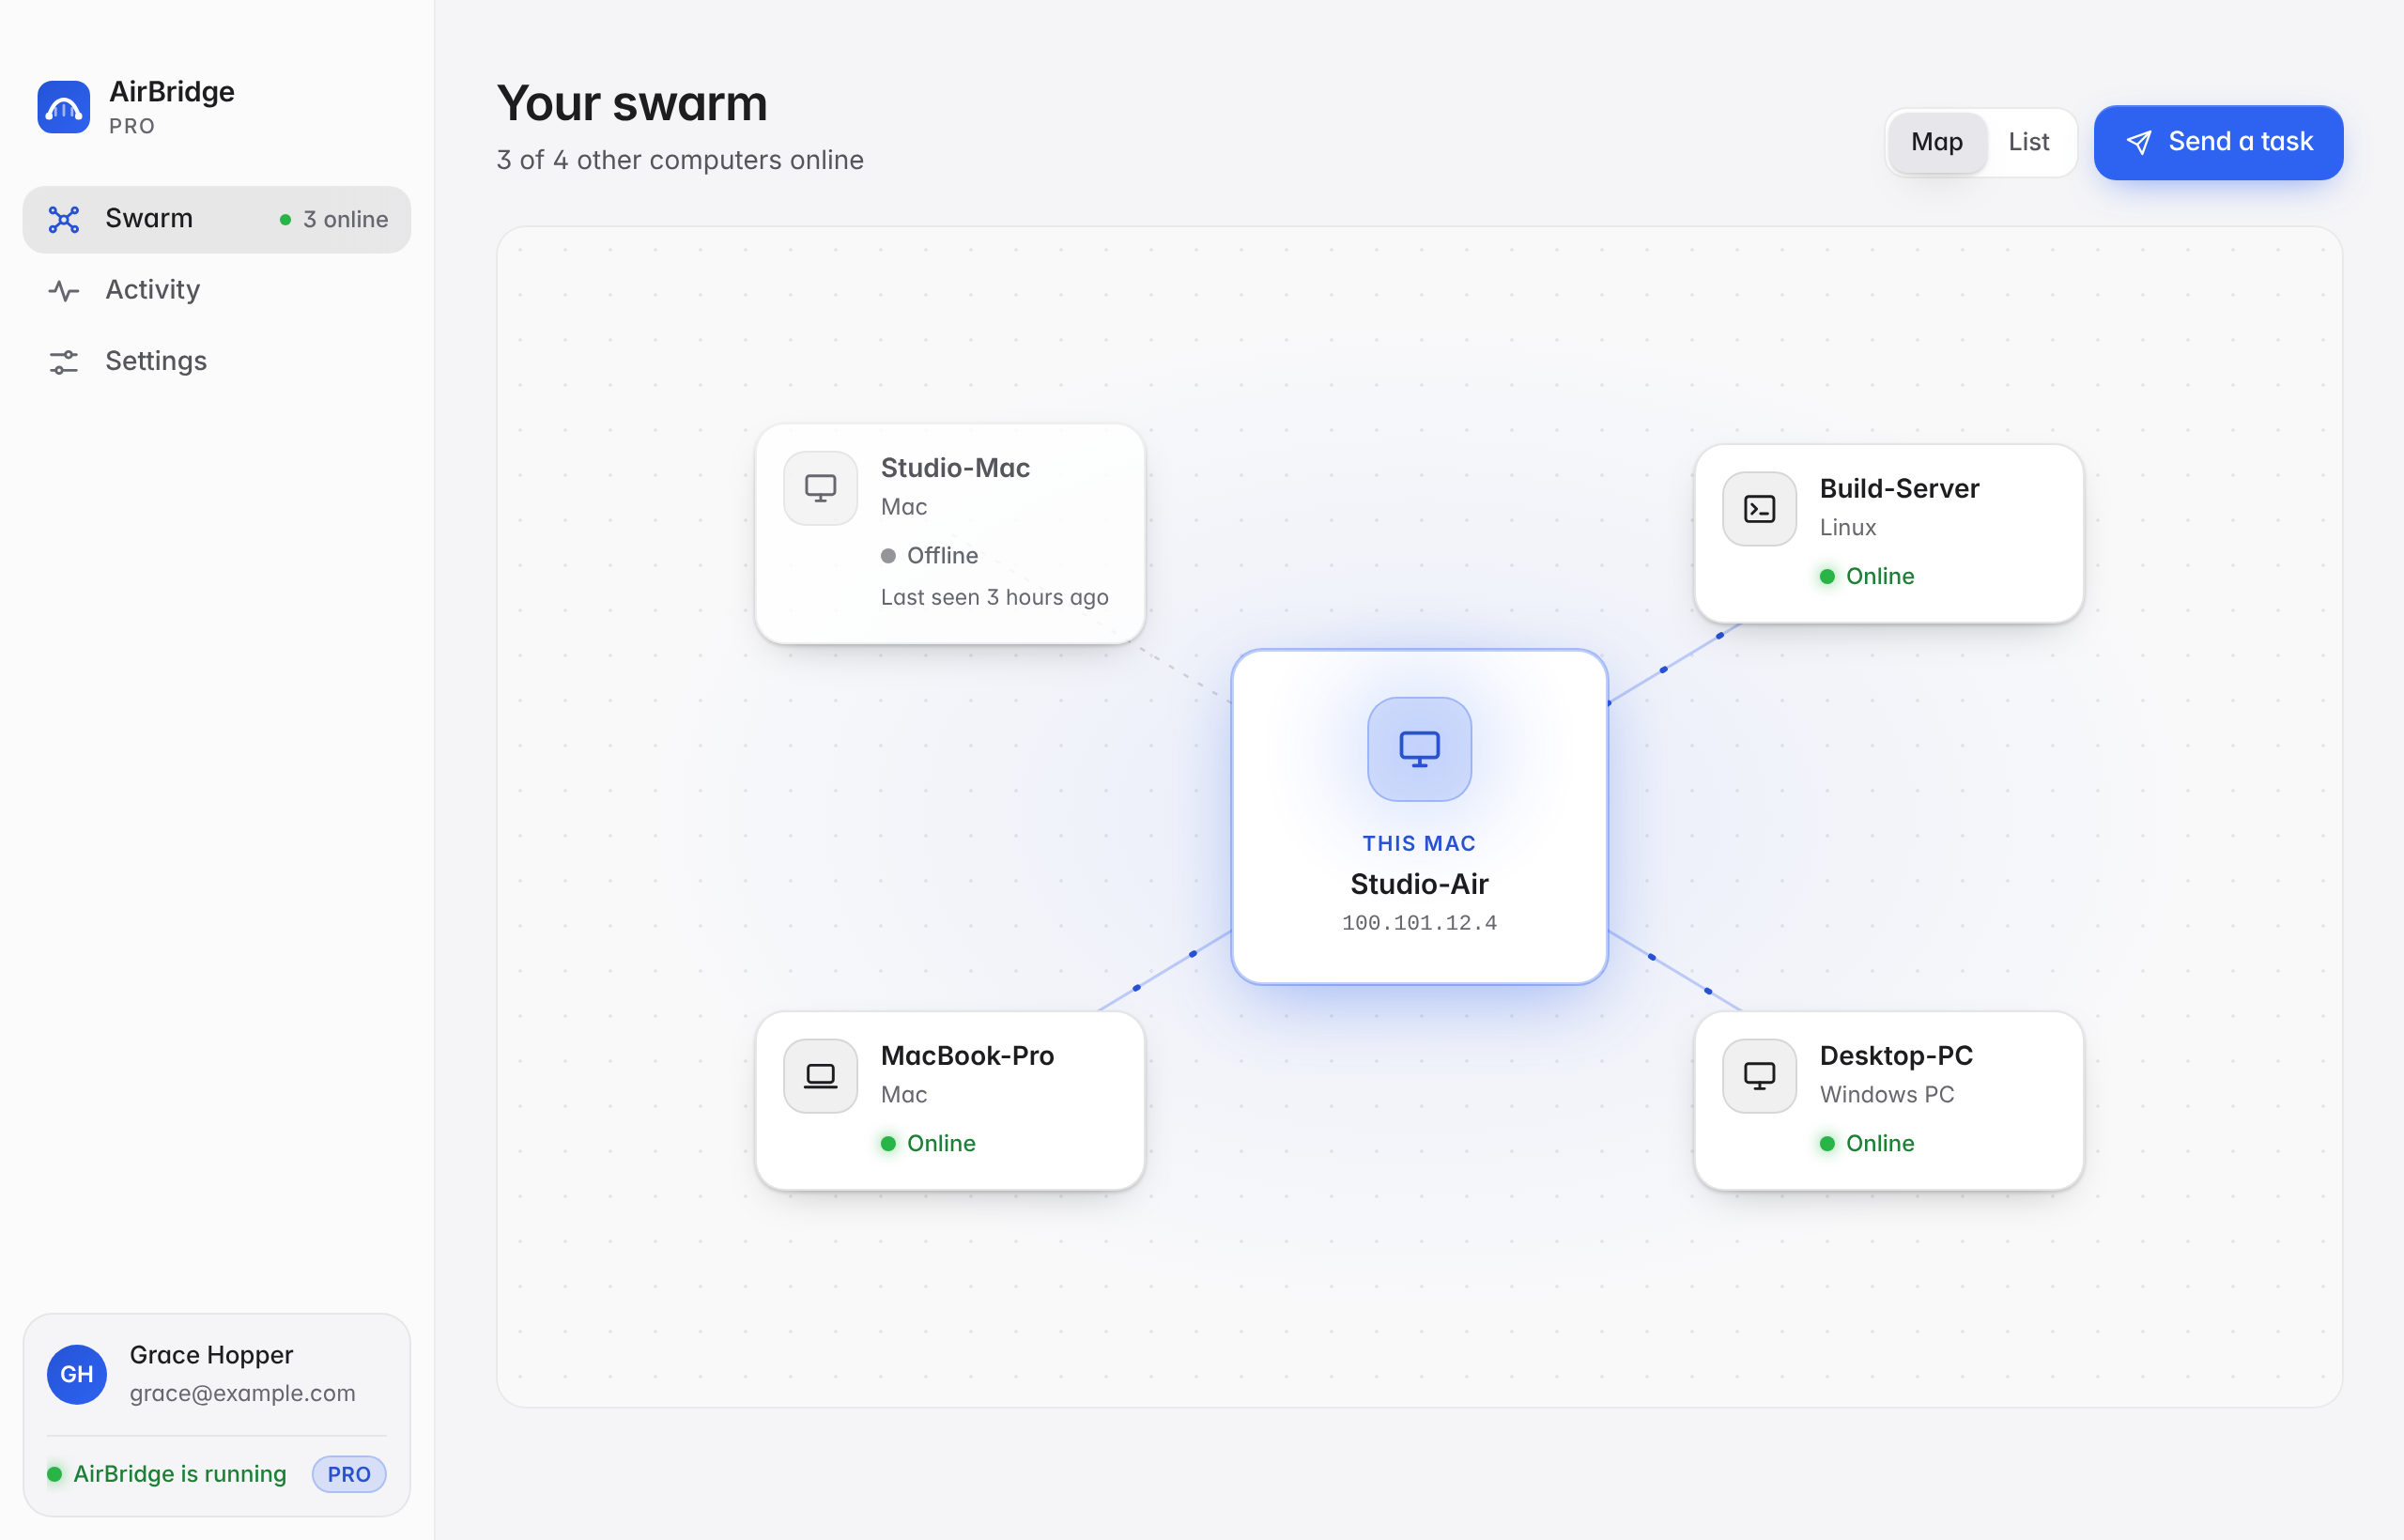 AirBridge
PRO
Swarm
3 online
Activity
Settings
Grace Hopper
GH
grace@example.com
AirBridge is running
PRO
Your swarm
3 of 4 other computers online
Map
List
Send a task
Studio-Mac
Mac
Offline
Last seen 3 hours ago
Build-Server
Linux
Online
THIS MAC
Studio-Air
100.101.12.4
MacBook-Pro
Mac
Online
Desktop-PC
Windows PC
Online